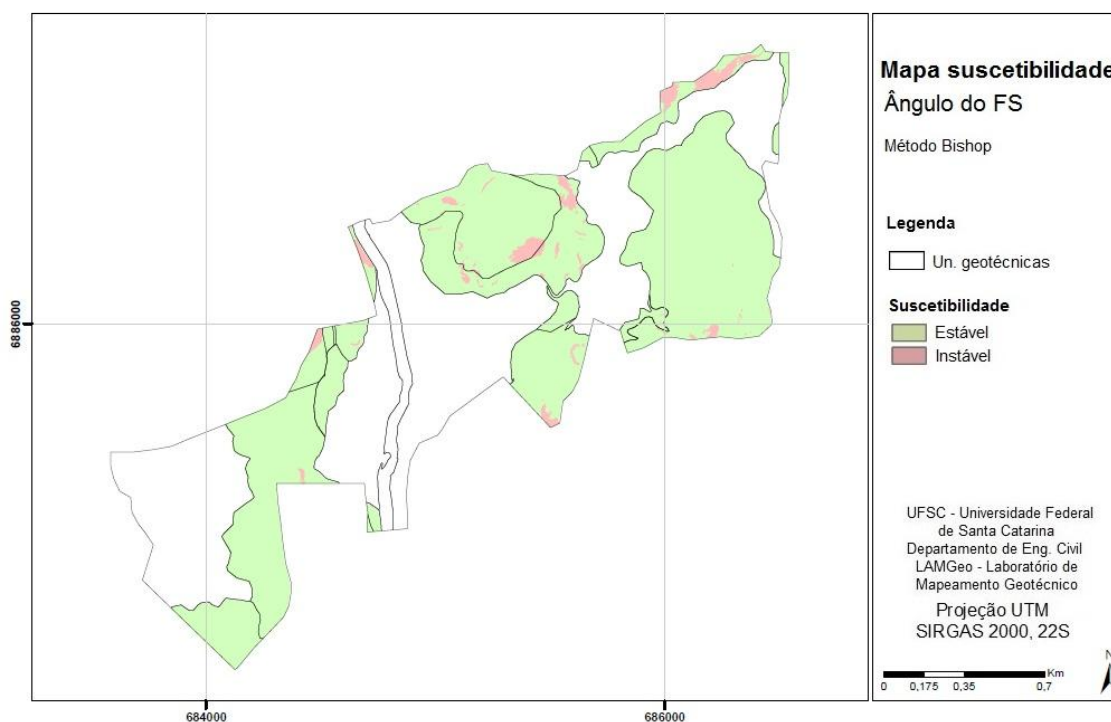 Mapa suscetibilidade
Ângulo do FS
Método Bishop
Legenda
Un. geotécnicas
Suscetibilidade
Estável
Instável
UFSC - Universidade Federal
de Santa Catarina
Departamento de Eng. Civil
LAMGeo - Laboratório de
Mapeamento Geotécnico
Projeção UTM
SIRGAS 2000, 22S
N
Km
0 0,175 0,35 0,7
6886000
684000 686000